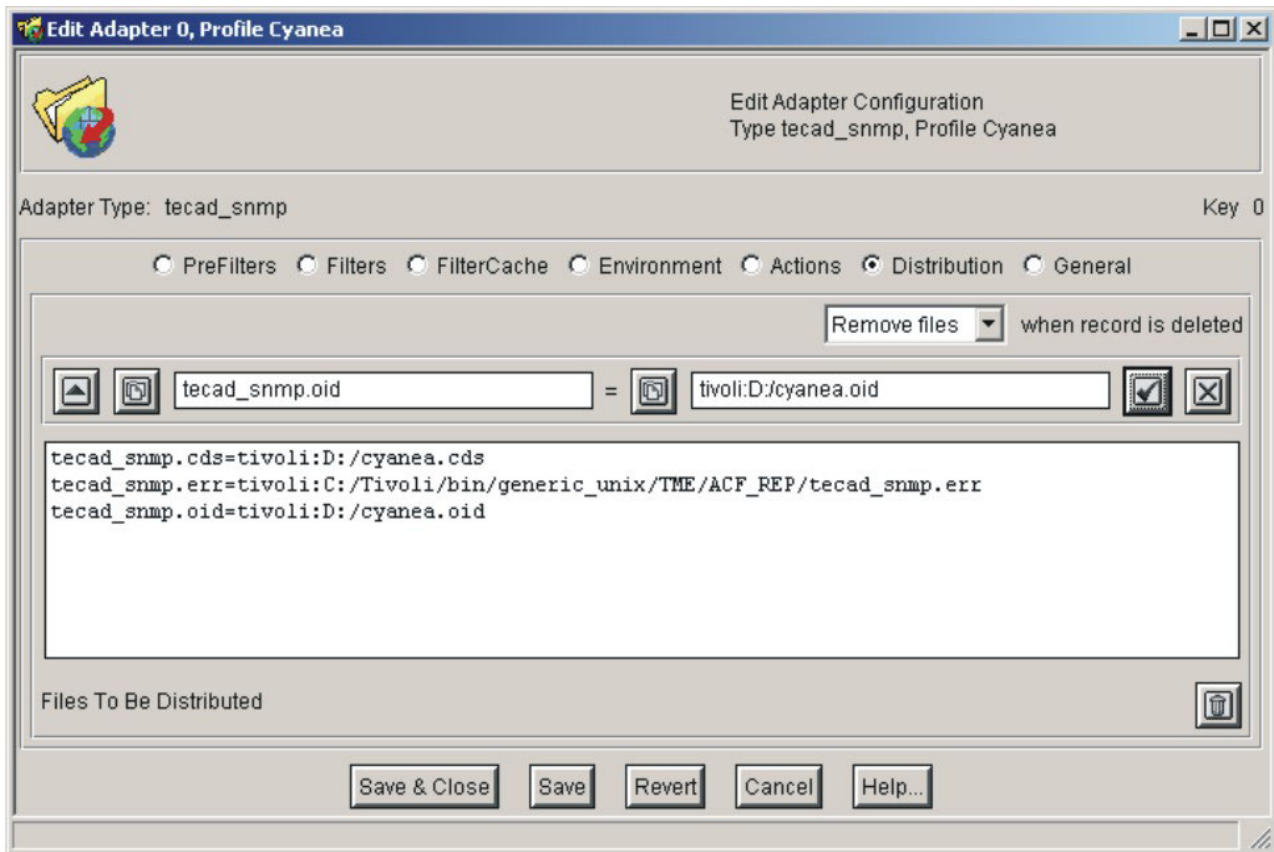 Edit Adapter 0, Profile Cyanea
Edit Adapter Configuration
Type tecad_snmp, Profile Cyanea
Adapter Type: tecad_snmp
Key 0
PreFilters Filters FilterCache Environment Actions Distribution General
Remove files when record is deleted
tecad_snmp.oid = tivoli:D:/cyanea.oid
tecad_snmp.cds=tivoli:D:/cyanea.cds
tecad_snmp.err=tivoli:C:/Tivoli/bin/generic_unix/TME/ACF_REP/tecad_snmp.err
tecad_snmp.oid=tivoli:D:/cyanea.oid
Files To Be Distributed
Save & Close Save Revert Cancel Help...